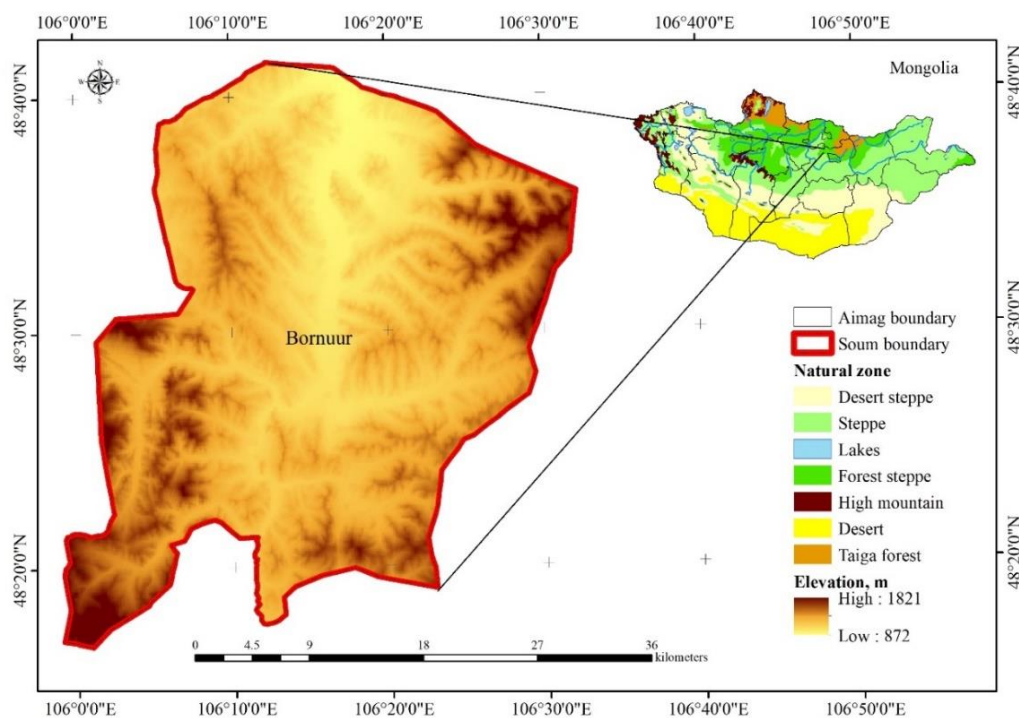 106°0'0"E 106°10'0"E 106°20'0"E 106°30'0"E 106°40'0"E 106°50'0"E
48°40'0"N
48°40'0"N
N
W E
S
Mongolia
Bornuur
48°30'0"N
48°30'0"N
Aimag boundary
Soum boundary
Natural zone
Desert steppe
Steppe
Lakes
Forest steppe
High mountain
Desert
Taiga forest
Elevation, m
High : 1821
Low : 872
48°20'0"N
48°20'0"N
0 4.5 9 18 27 36
kilometers
106°0'0"E 106°10'0"E 106°20'0"E 106°30'0"E 106°40'0"E 106°50'0"E